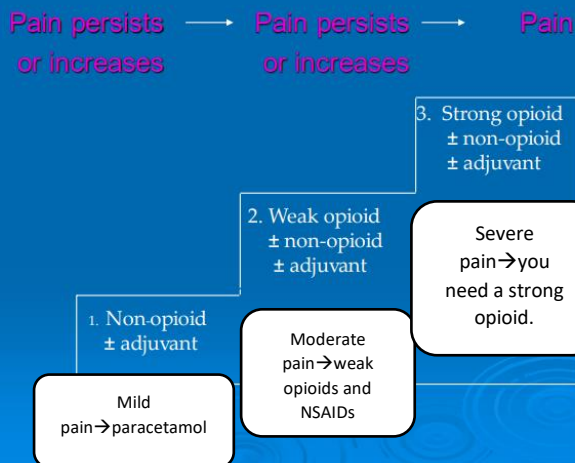 Pain persists → Pain persists → Pain
or increases or increases
3. Strong opioid
± non-opioid
± adjuvant
2. Weak opioid
± non-opioid
± adjuvant
Severe
pain→you
need a strong
opioid.
1. Non-opioid
± adjuvant
Moderate
pain→weak
opioids and
NSAIDs
Mild
pain→paracetamol